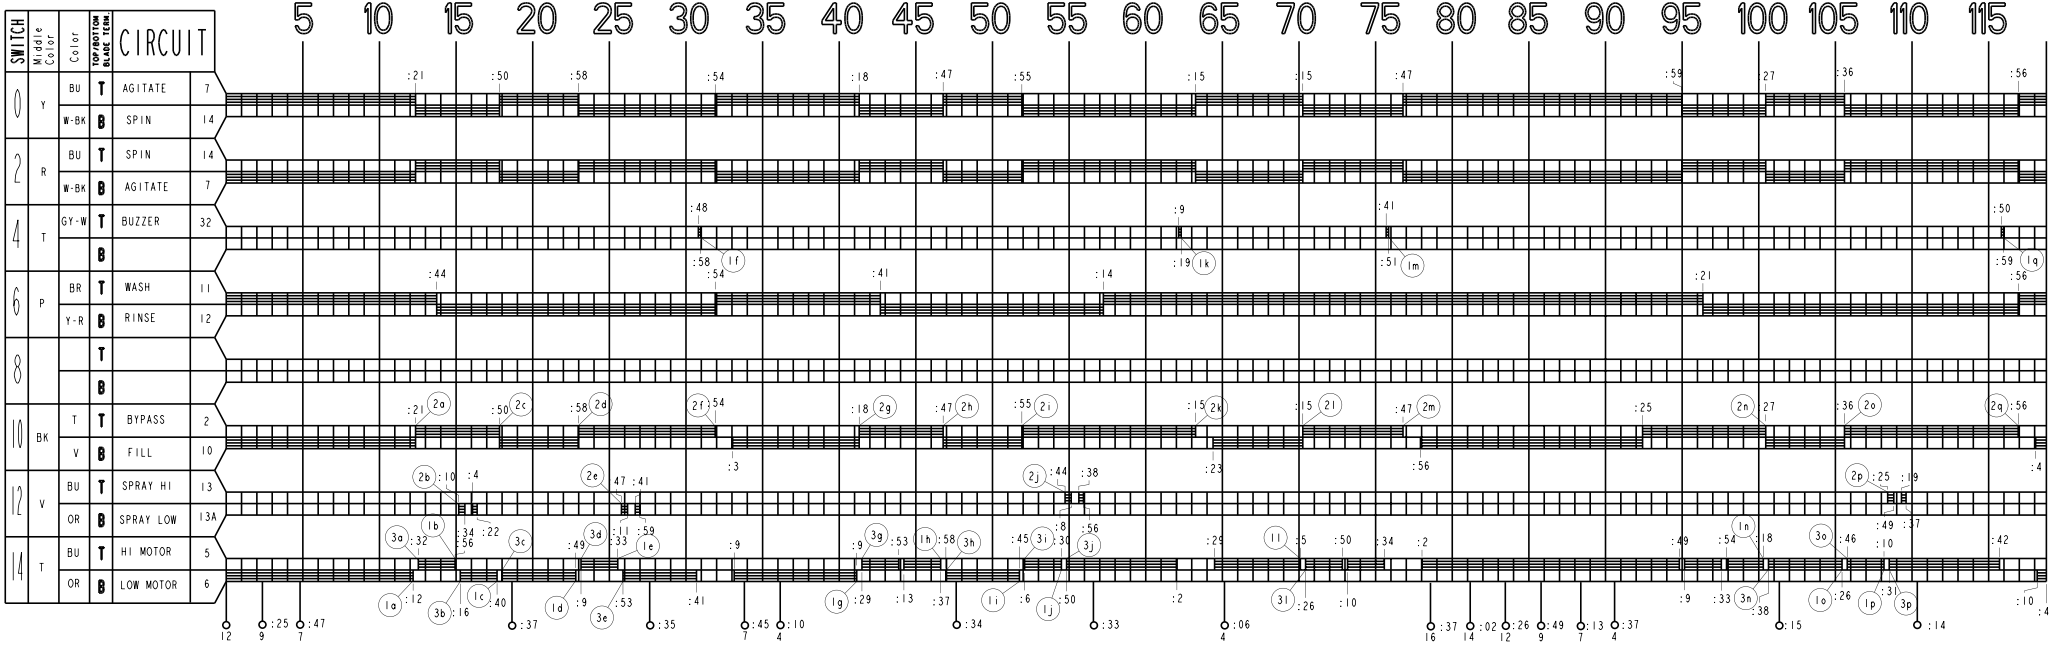 5 10 15 20 25 30 35 40 45 50 55 60 65 70 75 80 85 90 95 100 105 110 115
SWITCH Middle Color Color TOP/BOTTOM BLADE TERM. CIRCUIT
:21 :50 :58 :54 :18 :47 :55 :15 :15 :47 :59 :27 :36 :56
0 Y BU T AGITATE 7
W-BK B SPIN 14
2 R BU T SPIN 14
W-BK B AGITATE 7
:48 :9 :41 :50
4 T GY-W T BUZZER 32
B
:58 1f :19 1k :51 1m :59 1q
:44 :54 :41 :14 :21 :56
6 P BR T WASH 11
Y-R B RINSE 12
8 T
B
:21 2a :50 2c :58 2d 2f :54 :18 2g :47 2h :55 2i :15 2k :15 2l :47 2m :25 2n :27 :36 2o 2q :56
10 BK T T BYPASS 2
V B FILL 10
:3 :23 :56 :4
2b :10 :4 2e 47 :41 2j :44 :38 2p :25 :19
12 V BU T SPRAY HI 13
OR B SPRAY LOW 13A
:34 :22 :11 :59 :8 :56 :49 :37
3a :32 1b :56 3c :49 3d :33 1e :9 :9 3g :53 1h :58 3h :45 3i :30 3j :29 1l :5 :50 :34 :2 :49 :54 1n :18 3o :46 :10 :42
14 T BU T HI MOTOR 5
OR B LOW MOTOR 6
1a :12 3b :16 1c :40 1d :9 3e :53 :41 1g :29 :13 :37 1i :6 1j :50 :2 3l :26 :10 :9 :33 3n :38 1o :26 1p :31 3p :10 :4
12 9 :25 7 :47 :37 :35 7 :45 4 :10 :34 :33 4 :06 16 :37 14 :02 12 :26 9 :49 7 :13 4 :37 :15 :14